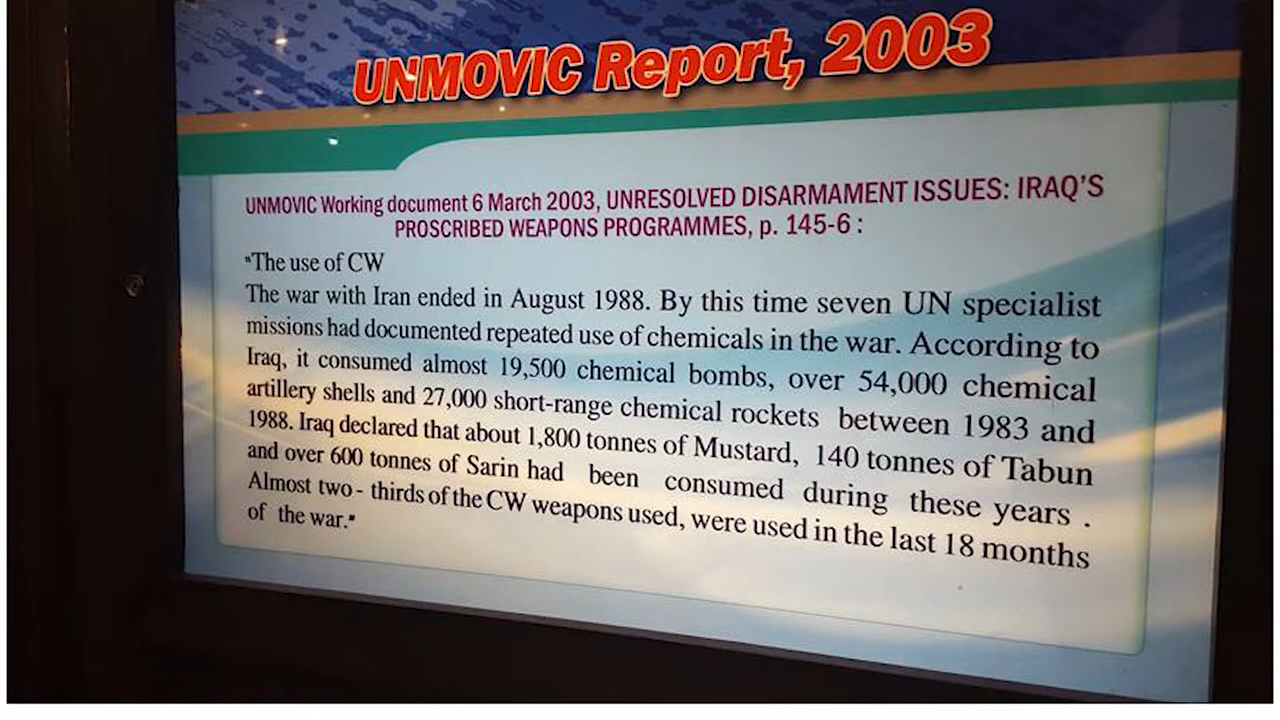 UNMOVIC Report, 2003
UNMOVIC Working document 6 March 2003, UNRESOLVED DISARMAMENT ISSUES: IRAQ'S
PROSCRIBED WEAPONS PROGRAMMES, p. 145-6 :
"The use of CW
The war with Iran ended in August 1988. By this time seven UN specialist
missions had documented repeated use of chemicals in the war. According to
Iraq, it consumed almost 19,500 chemical bombs, over 54,000 chemical
artillery shells and 27,000 short-range chemical rockets between 1983 and
1988. Iraq declared that about 1,800 tonnes of Mustard, 140 tonnes of Tabun
and over 600 tonnes of Sarin had been consumed during these years .
Almost two - thirds of the CW weapons used, were used in the last 18 months
of the war."